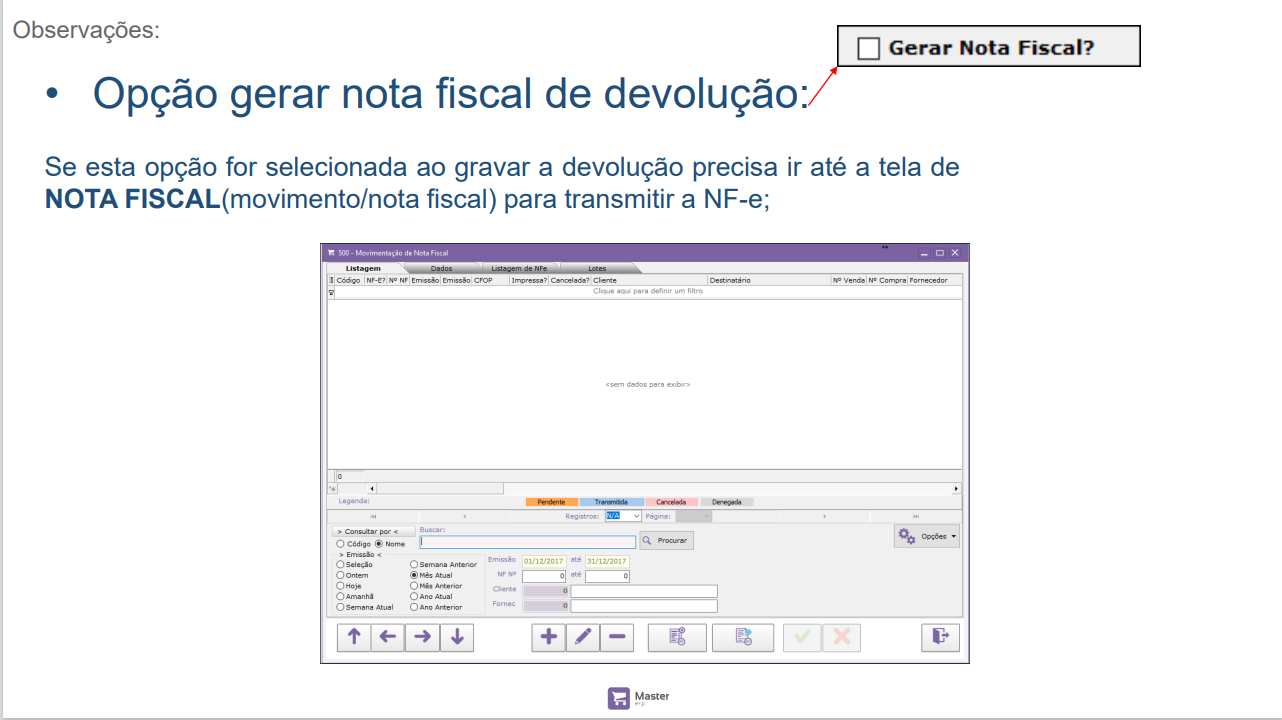 Observações:
Gerar Nota Fiscal?
• Opção gerar nota fiscal de devolução:
Se esta opção for selecionada ao gravar a devolução precisa ir até a tela de
NOTA FISCAL(movimento/nota fiscal) para transmitir a NF-e;
500 - Movimentação de Nota Fiscal
Listagem Dados Listagem de NFe Lotes
Código NF-E? Nº NF Emissão Emissão CFOP Impressa? Cancelada? Cliente Destinatário Nº Venda Nº Compra Fornecedor
Clique aqui para definir um filtro
<sem dados para exibir>
0
Legenda: Pendente Transmitida Cancelada Denegada
Registros: N/A Página:
> Consultar por < Buscar:
Código Nome Procurar Opções
> Emissão <
Seleção Semana Anterior Emissão 01/12/2017 até 31/12/2017
Ontem Mês Atual NF Nº 0 até 0
Hoje Mês Anterior
Amanhã Ano Atual Cliente 0
Semana Atual Ano Anterior Fornec 0
Master
erp